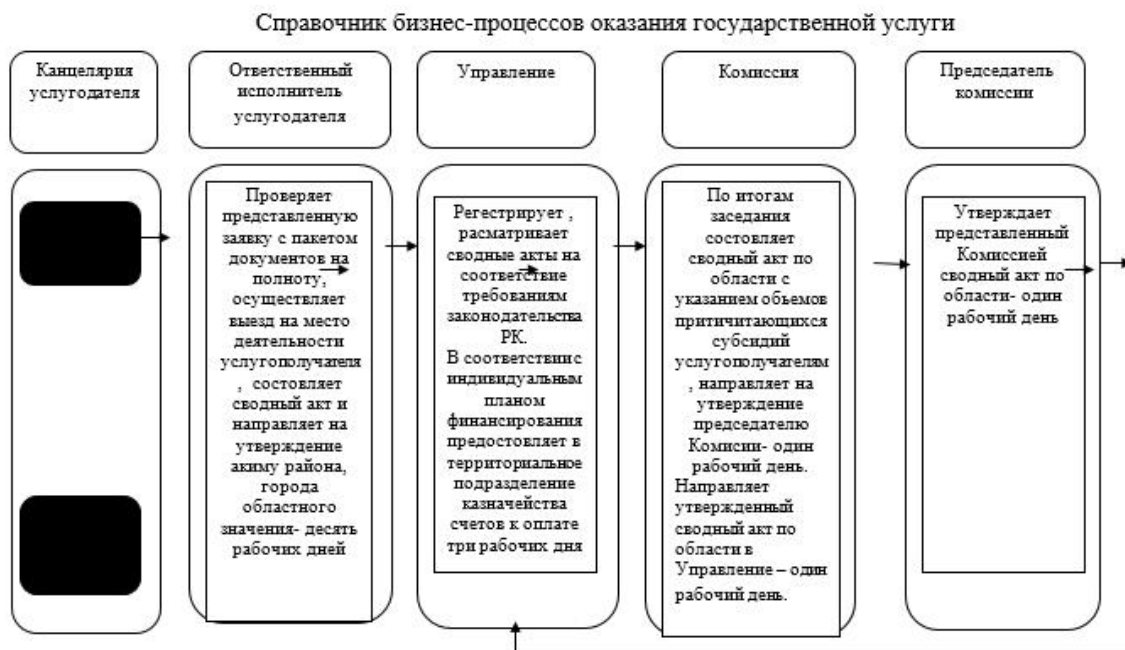 Справочник бизнес-процессов оказания государственной услуги
Канцелярия
услугодателя
Ответственный
исполнитель
услугодателя
Управление
Комиссия
Председатель
комиссии
Проверяет
представленную
заявку с пакетом
документов на
полноту,
осуществляет
выезд на место
деятельности
услугополучателя
, состовляет
сводный акт и
направляет на
утверждение
акиму района,
города
областного
значения- десять
рабочих дней
Регестрирует ,
расматривает
сводные акты на
соответствие
требованиям
законодательства
РК.
В соответствии с
индивидуальным
планом
финансирования
предостовляет в
территориальное
подразделение
казначейства
счетов к оплате
три рабочих дня
По итогам
заседания
составляет
сводный акт по
области с
указанием обьемов
притичитающихся
субсидий
услугополучателям
, направляет на
утверждение
председателю
Комисии- один
рабочий день.
Направляет
утвержденный
сводный акт по
области в
Управление – один
рабочий день.
Утверждает
представленный
Комиссией
сводный акт по
области- один
рабочий день